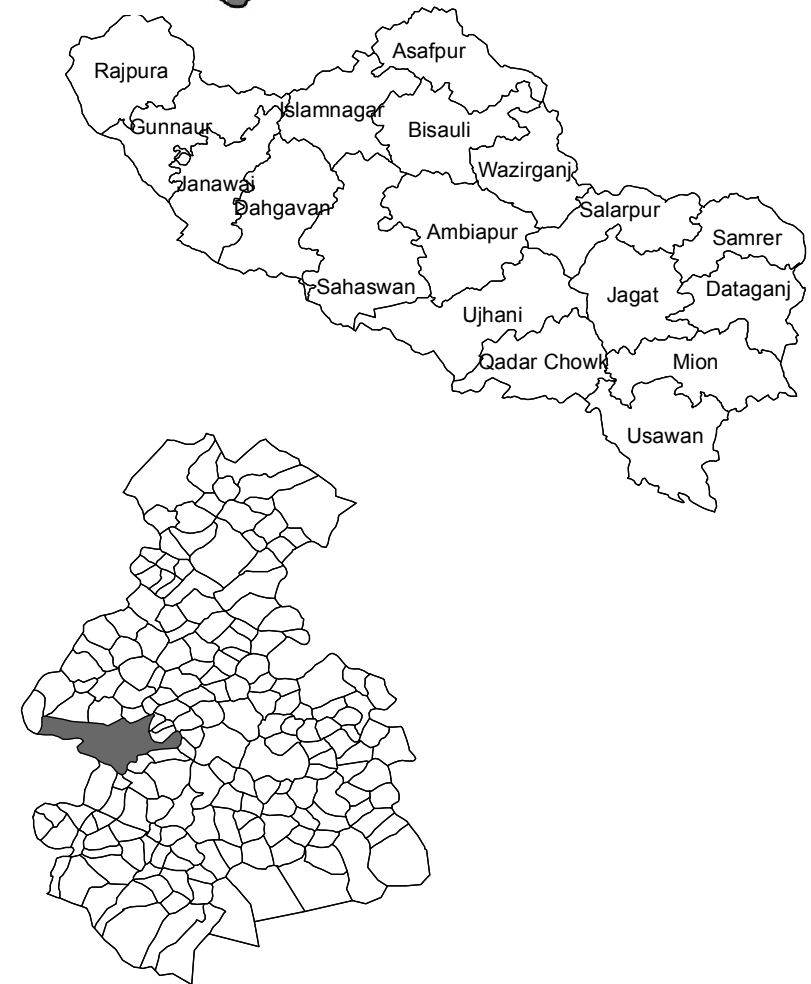 Asafpur
Rajpura
Islamnagar
Gunnaur
Bisauli
Wazirganj
Janawai
Dahgavan
Salarpur
Ambiapur
Samrer
Sahaswan
Dataganj
Jagat
Ujhani
Qadar Chowk
Mion
Usawan